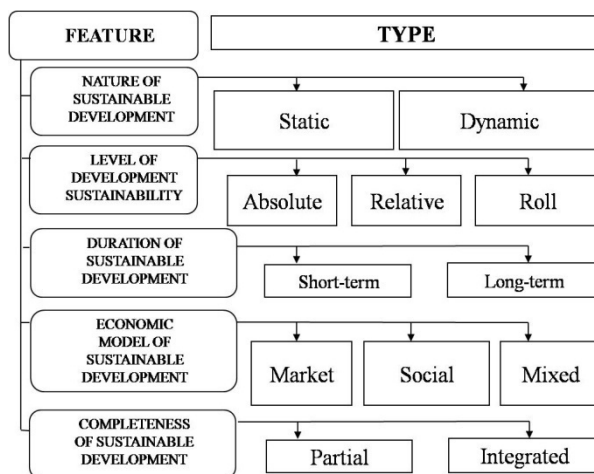 FEATURE
TYPE
NATURE OF
SUSTAINABLE
DEVELOPMENT
Static
Dynamic
LEVEL OF
DEVELOPMENT
SUSTAINABILITY
Absolute
Relative
Roll
DURATION OF
SUSTAINABLE
DEVELOPMENT
Short-term
Long-term
ECONOMIC
MODEL OF
SUSTAINABLE
DEVELOPMENT
Market
Social
Mixed
COMPLETENESS
OF SUSTAINABLE
DEVELOPMENT
Partial
Integrated